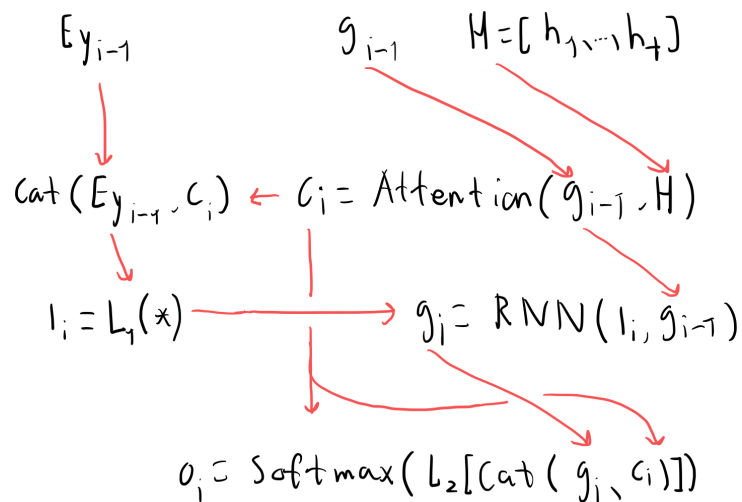 Ey_{i-1} g_{i-1} H=[h_1,...,h_t]
Cat(Ey_{i-1}, C_i) ← C_i = Attention(g_{i-1}, H)
l_i = L_1(*) → g_i = RNN(l_i, g_{i-1})
o_i = Softmax(L_2[Cat(g_i, c_i)])